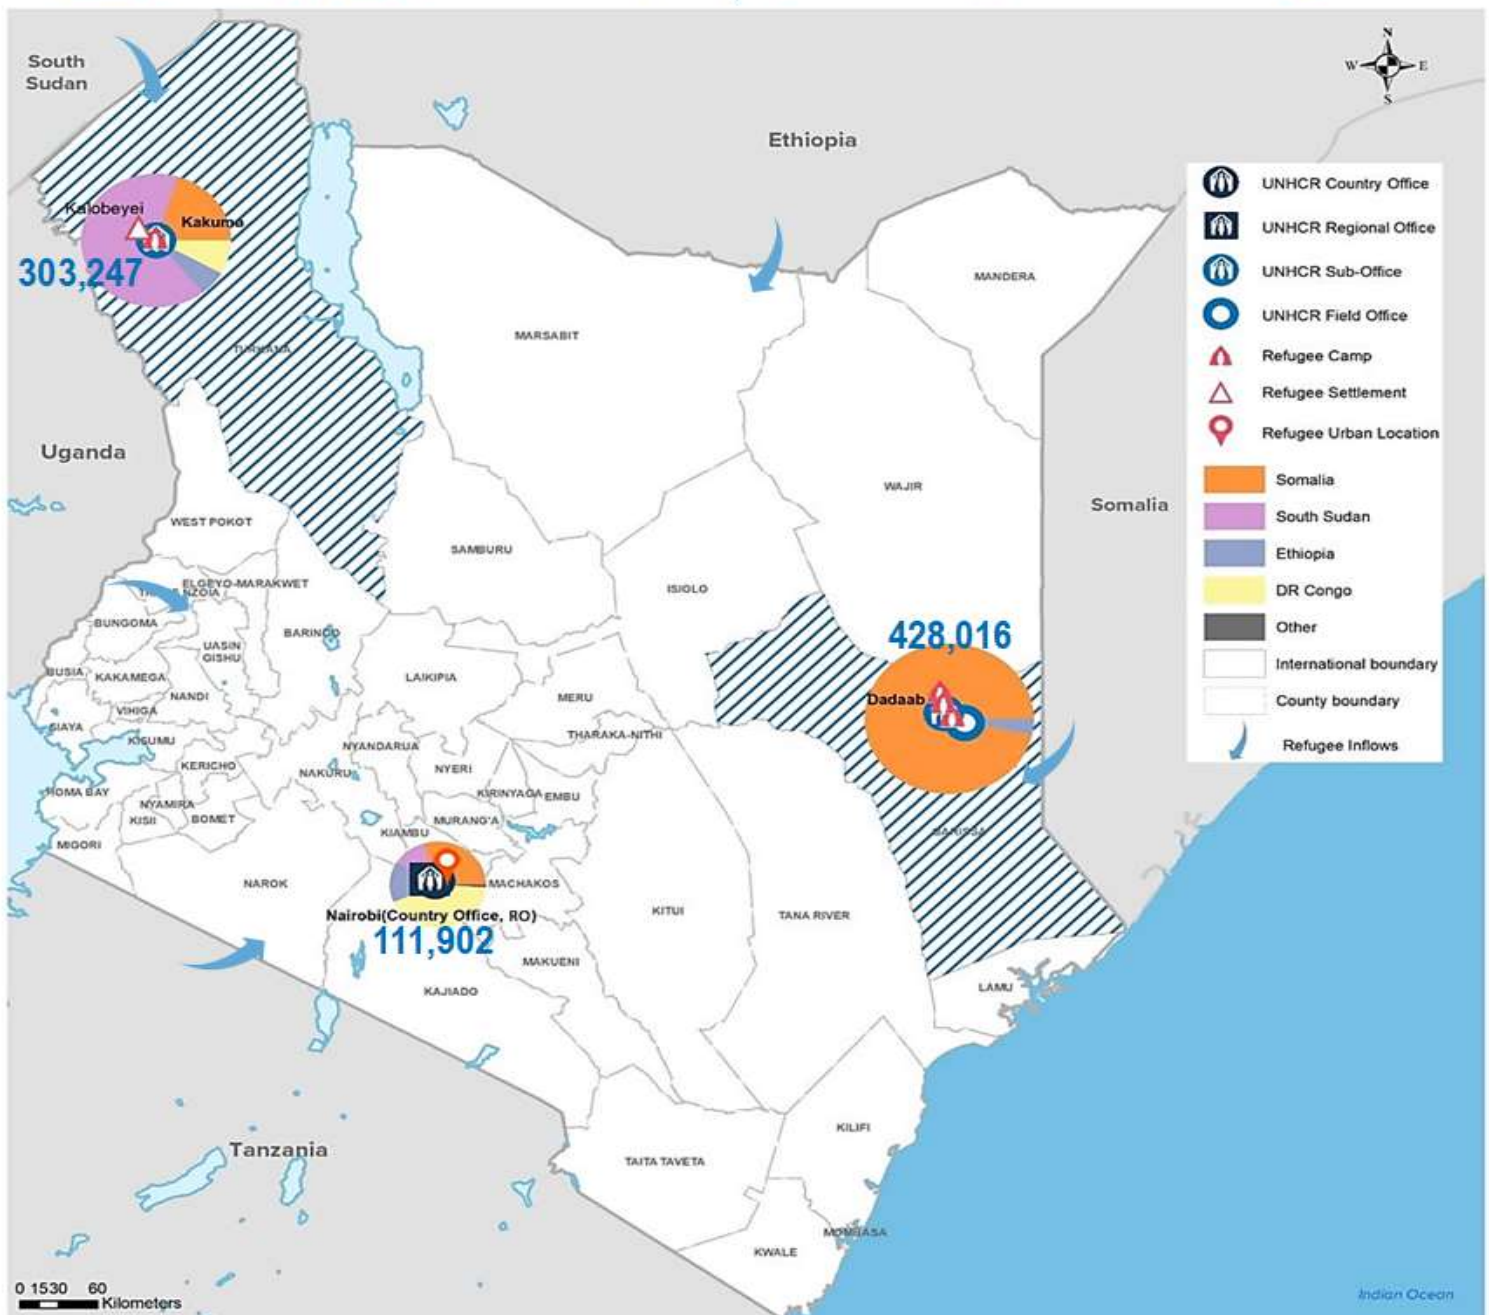 South
Sudan
Ethiopia
N
W
E
S
UNHCR Country Office
UNHCR Regional Office
UNHCR Sub-Office
UNHCR Field Office
Refugee Camp
Refugee Settlement
Refugee Urban Location
Somalia
South Sudan
Ethiopia
DR Congo
Other
International boundary
County boundary
Refugee Inflows
Kalobeyei
Kakuma
303,247
TURKANA
MARSABIT
MANDERA
Uganda
WAJIR
Somalia
WEST POKOT
SAMBURU
ISIOLO
ELGEYO-MARAKWET
NZOIA
BUNGOMA
BARINGO
UASIN
GISHU
428,016
Dadaab
BUSIA
KAKAMEGA
NANDI
LAIKIPIA
MERU
VIHIGA
SIAYA
KISUMU
NYANDARUA
THARAKA-NITHI
KERICHO
NAKURU
NYERI
HOMA BAY
NYAMIRA
KISII
BOMET
KIRINYAGA
EMBU
MURANG'A
KIAMBU
GARISSA
MIGORI
NAROK
MACHAKOS
Nairobi(Country Office, RO)
111,902
KITUI
TANA RIVER
MAKUENI
KAJIADO
LAMU
Tanzania
KILIFI
TAITA TAVETA
MOMBASA
KWALE
0 1530 60
Kilometers
Indian Ocean